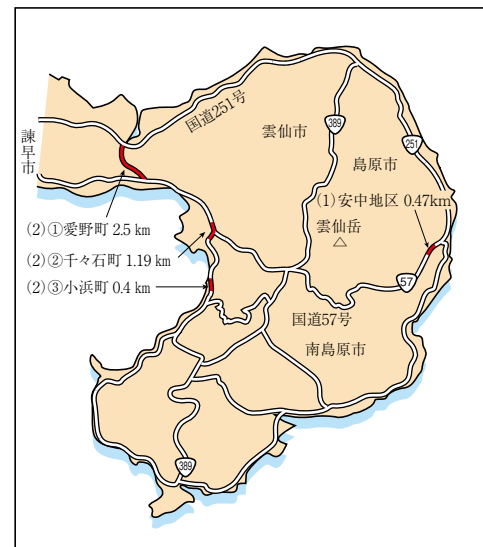 国道251号
389
雲仙市
251
諫早市
島原市
(1)安中地区 0.47km
雲仙岳
(2)①愛野町 2.5 km
(2)②千々石町 1.19 km
57
(2)③小浜町 0.4 km
国道57号
南島原市
389